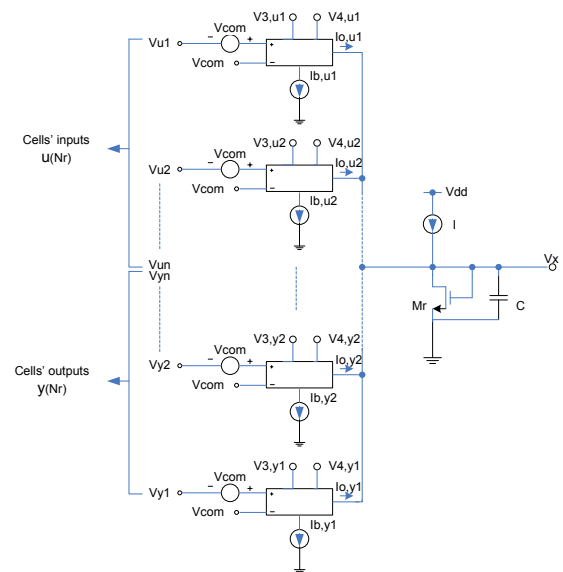 V3,u1 V4,u1
Vcom
Vu1 − + + Io,u1
Vcom −
Ib,u1
Cells' inputs
u(Nr)
V3,u2 V4,u2
Vcom
Vu2 − + + Io,u2
Vcom −
Ib,u2
Vdd
I
Vun
Vyn
Vx
Mr
C
V3,y2 V4,y2
Vcom
Vy2 − + + Io,y2
Vcom −
Ib,y2
Cells' outputs
y(Nr)
V3,y1 V4,y1
Vcom
Vy1 − + + Io,y1
Vcom −
Ib,y1